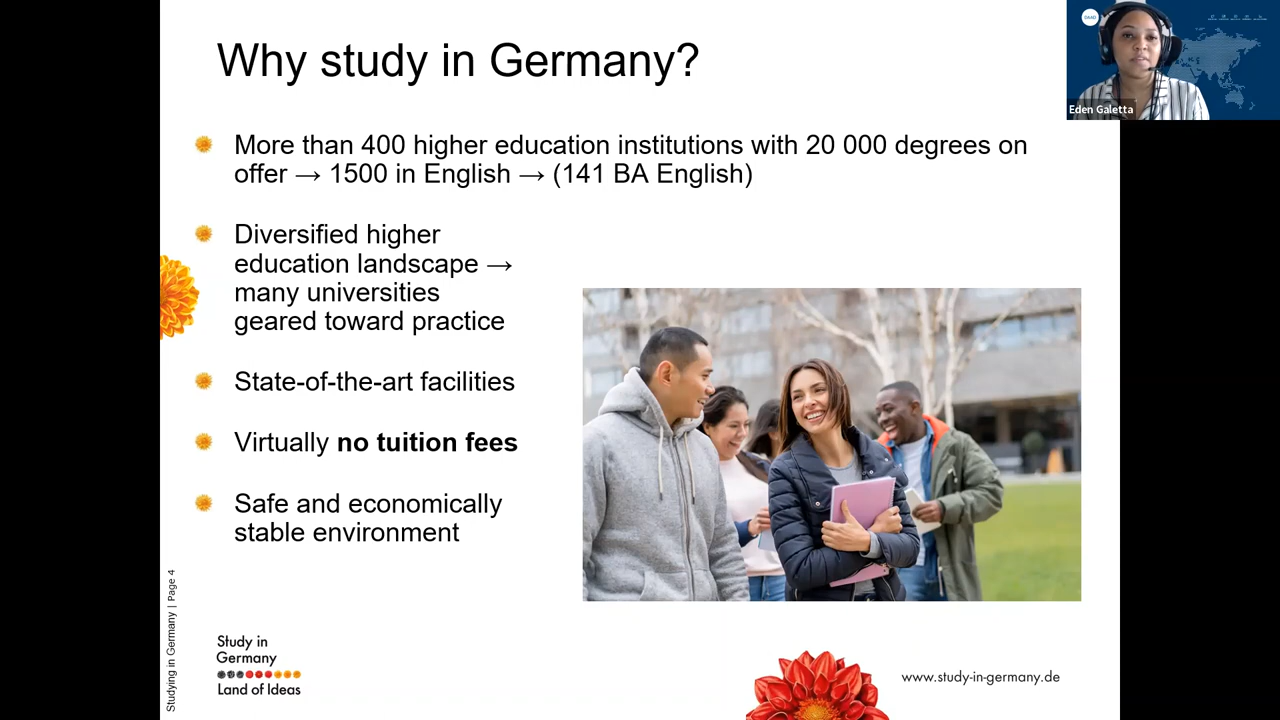 Why study in Germany?
DAAD
Eden Galetta
More than 400 higher education institutions with 20 000 degrees on
offer → 1500 in English → (141 BA English)
Diversified higher
education landscape →
many universities
geared toward practice
State-of-the-art facilities
Virtually no tuition fees
Safe and economically
stable environment
Studying in Germany | Page 4
Study in
Germany
Land of Ideas
www.study-in-germany.de